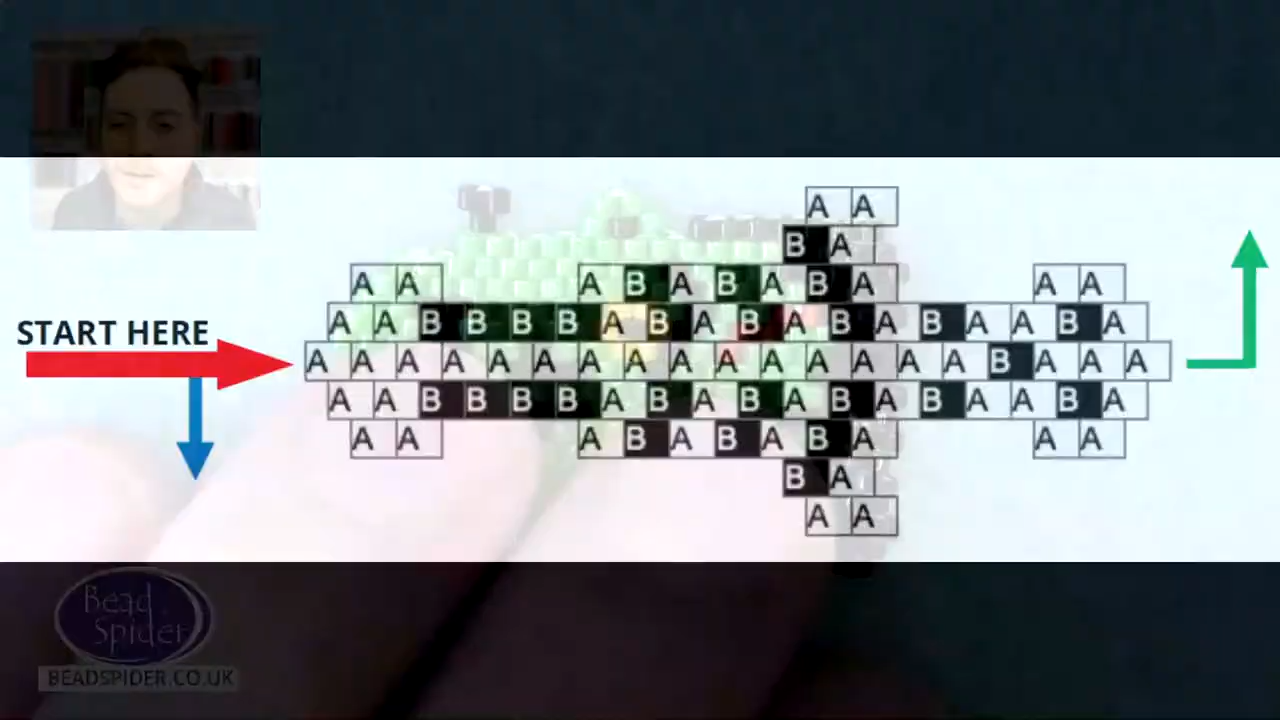 A A
B A
A A A B A B A B A A A
START HERE
A A B B B B A B A B A B A B A A B A
A A A A A A A A A A A A A A A B A A A
A A B B B B A B A B A B A B A A B A
A A A B A B A B A A A
B A
A A
Bead
Spider
BEADSPIDER.CO.UK